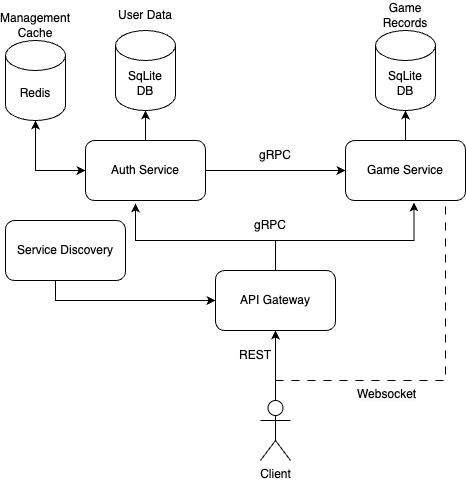 Management
Cache
User Data
Game
Records
Redis
SqLite
DB
SqLite
DB
Auth Service
gRPC
Game Service
gRPC
Service Discovery
API Gateway
REST
Websocket
Client